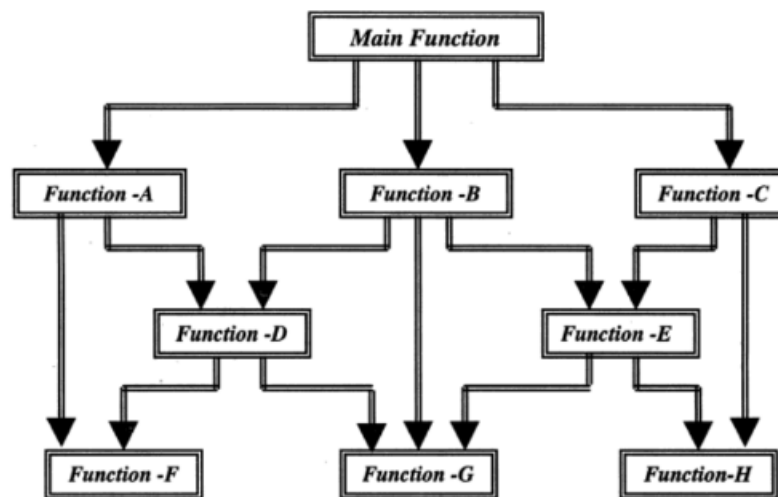 Main Function
Function -A
Function -B
Function -C
Function -D
Function -E
Function -F
Function -G
Function-H